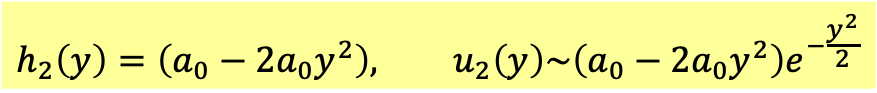 h₂(y) = (a₀ − 2a₀y²), u₂(y)~(a₀ − 2a₀y²)e^(−y²/2)